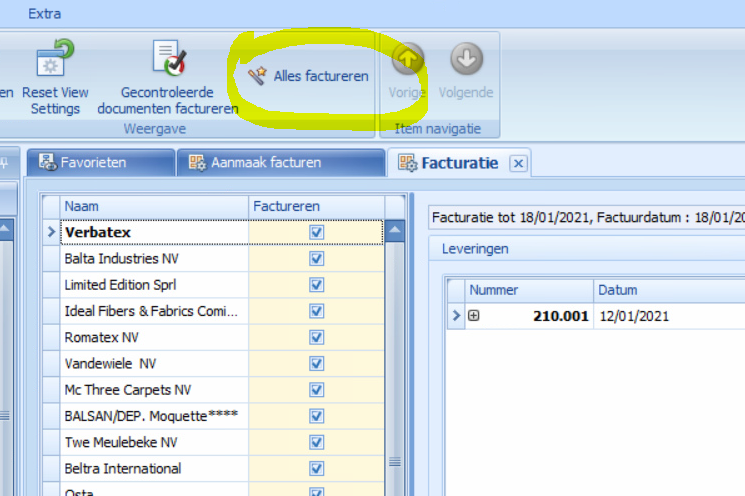 Extra
en
Reset View
Settings
Gecontroleerde
documenten factureren
Alles factureren
Vorige
Volgende
Weergave
Item navigatie
Favorieten
Aanmaak facturen
Facturatie
Naam
Factureren
Verbatex
Balta Industries NV
Limited Edition Sprl
Ideal Fibers & Fabrics Comi...
Romatex NV
Vandewiele NV
Mc Three Carpets NV
BALSAN/DEP. Moquette****
Twe Meulebeke NV
Beltra International
Osta
Facturatie tot 18/01/2021, Factuurdatum : 18/01/20
Leveringen
Nummer
Datum
210.001
12/01/2021